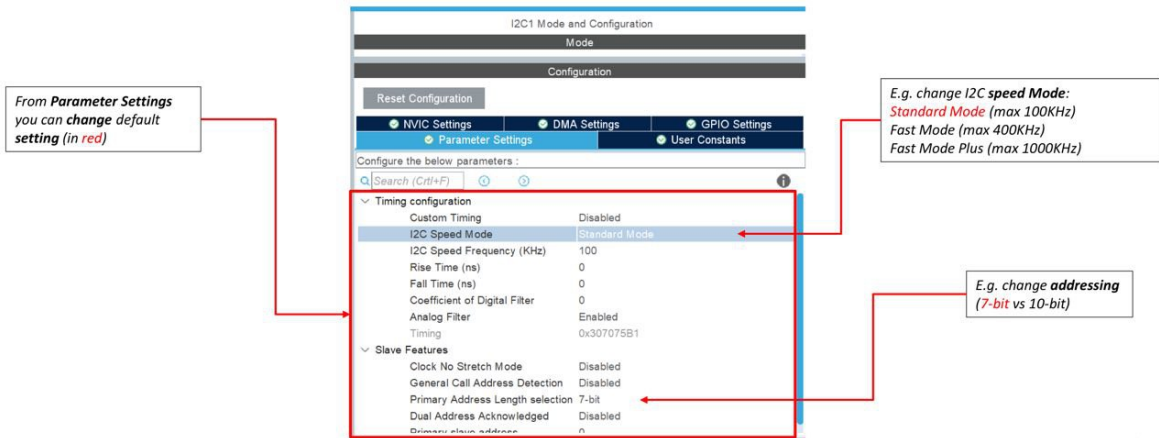 I2C1 Mode and Configuration
Mode
Configuration
Reset Configuration
NVIC Settings
DMA Settings
GPIO Settings
Parameter Settings
User Constants
Configure the below parameters :
Search (Crtl+F)
Timing configuration
Custom Timing Disabled
I2C Speed Mode Standard Mode
I2C Speed Frequency (KHz) 100
Rise Time (ns) 0
Fall Time (ns) 0
Coefficient of Digital Filter 0
Analog Filter Enabled
Timing 0x307075B1
Slave Features
Clock No Stretch Mode Disabled
General Call Address Detection Disabled
Primary Address Length selection 7-bit
Dual Address Acknowledged Disabled
Primary slave address 0
From Parameter Settings
you can change default
setting (in red)
E.g. change I2C speed Mode:
Standard Mode (max 100KHz)
Fast Mode (max 400KHz)
Fast Mode Plus (max 1000KHz)
E.g. change addressing
(7-bit vs 10-bit)